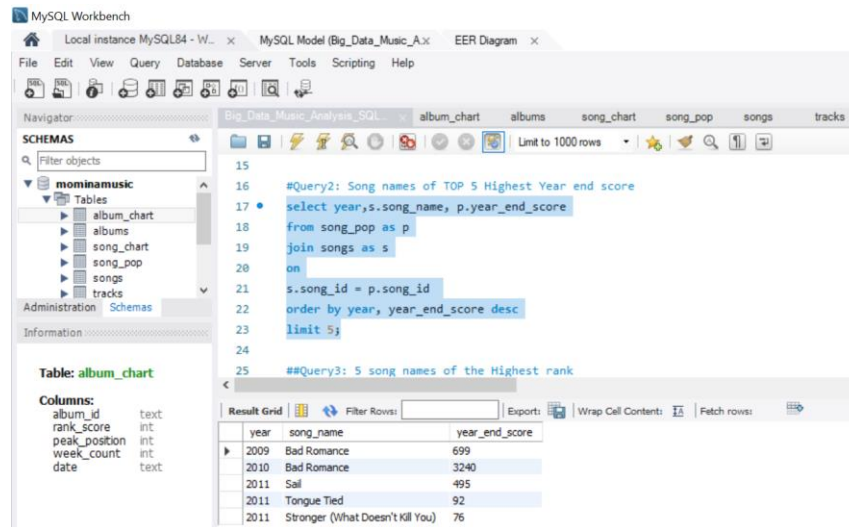 MySQL Workbench
Local instance MySQL84 - W... x MySQL Model (Big_Data_Music_A.x EER Diagram x
File Edit View Query Database Server Tools Scripting Help
Navigator
Big_Data_Music_Analysis_SQL... x album_chart albums song_chart song_pop songs tracks
SCHEMAS
Limit to 1000 rows
Filter objects
mominamusic
Tables
album_chart
albums
song_chart
song_pop
songs
tracks
Administration Schemas
Information
Table: album_chart
Columns:
album_id text
rank_score int
peak_position int
week_count int
date text
15
16 #Query2: Song names of TOP 5 Highest Year end score
17 select year,s.song_name, p.year_end_score
18 from song_pop as p
19 join songs as s
20 on
21 s.song_id = p.song_id
22 order by year, year_end_score desc
23 limit 5;
24
25 ##Query3: 5 song names of the Highest rank
Result Grid Filter Rows: Export: Wrap Cell Content: Fetch rows:
year song_name year_end_score
2009 Bad Romance 699
2010 Bad Romance 3240
2011 Sail 495
2011 Tongue Tied 92
2011 Stronger (What Doesn't Kill You) 76